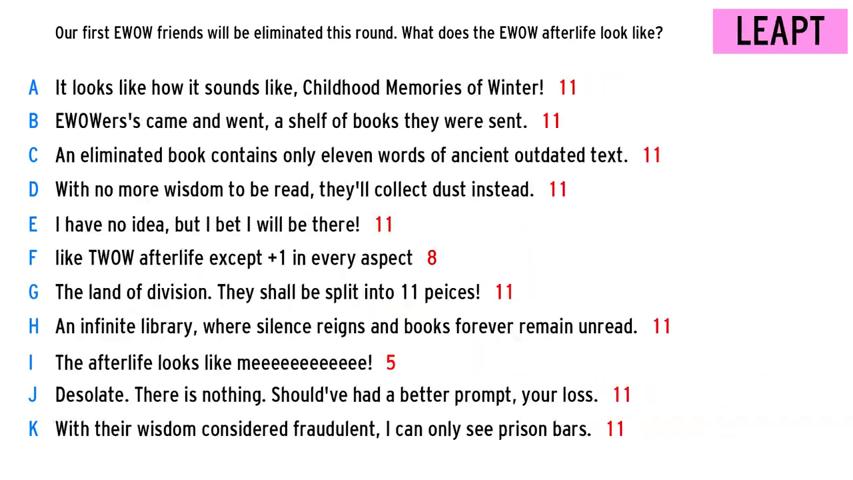 Our first EWOW friends will be eliminated this round. What does the EWOW afterlife look like?
LEAPT
A It looks like how it sounds like, Childhood Memories of Winter! 11
B EWOWers's came and went, a shelf of books they were sent. 11
C An eliminated book contains only eleven words of ancient outdated text. 11
D With no more wisdom to be read, they'll collect dust instead. 11
E I have no idea, but I bet I will be there! 11
F like TWOW afterlife except +1 in every aspect 8
G The land of division. They shall be split into 11 peices! 11
H An infinite library, where silence reigns and books forever remain unread. 11
I The afterlife looks like meeeeeeeeeeee! 5
J Desolate. There is nothing. Should've had a better prompt, your loss. 11
K With their wisdom considered fraudulent, I can only see prison bars. 11